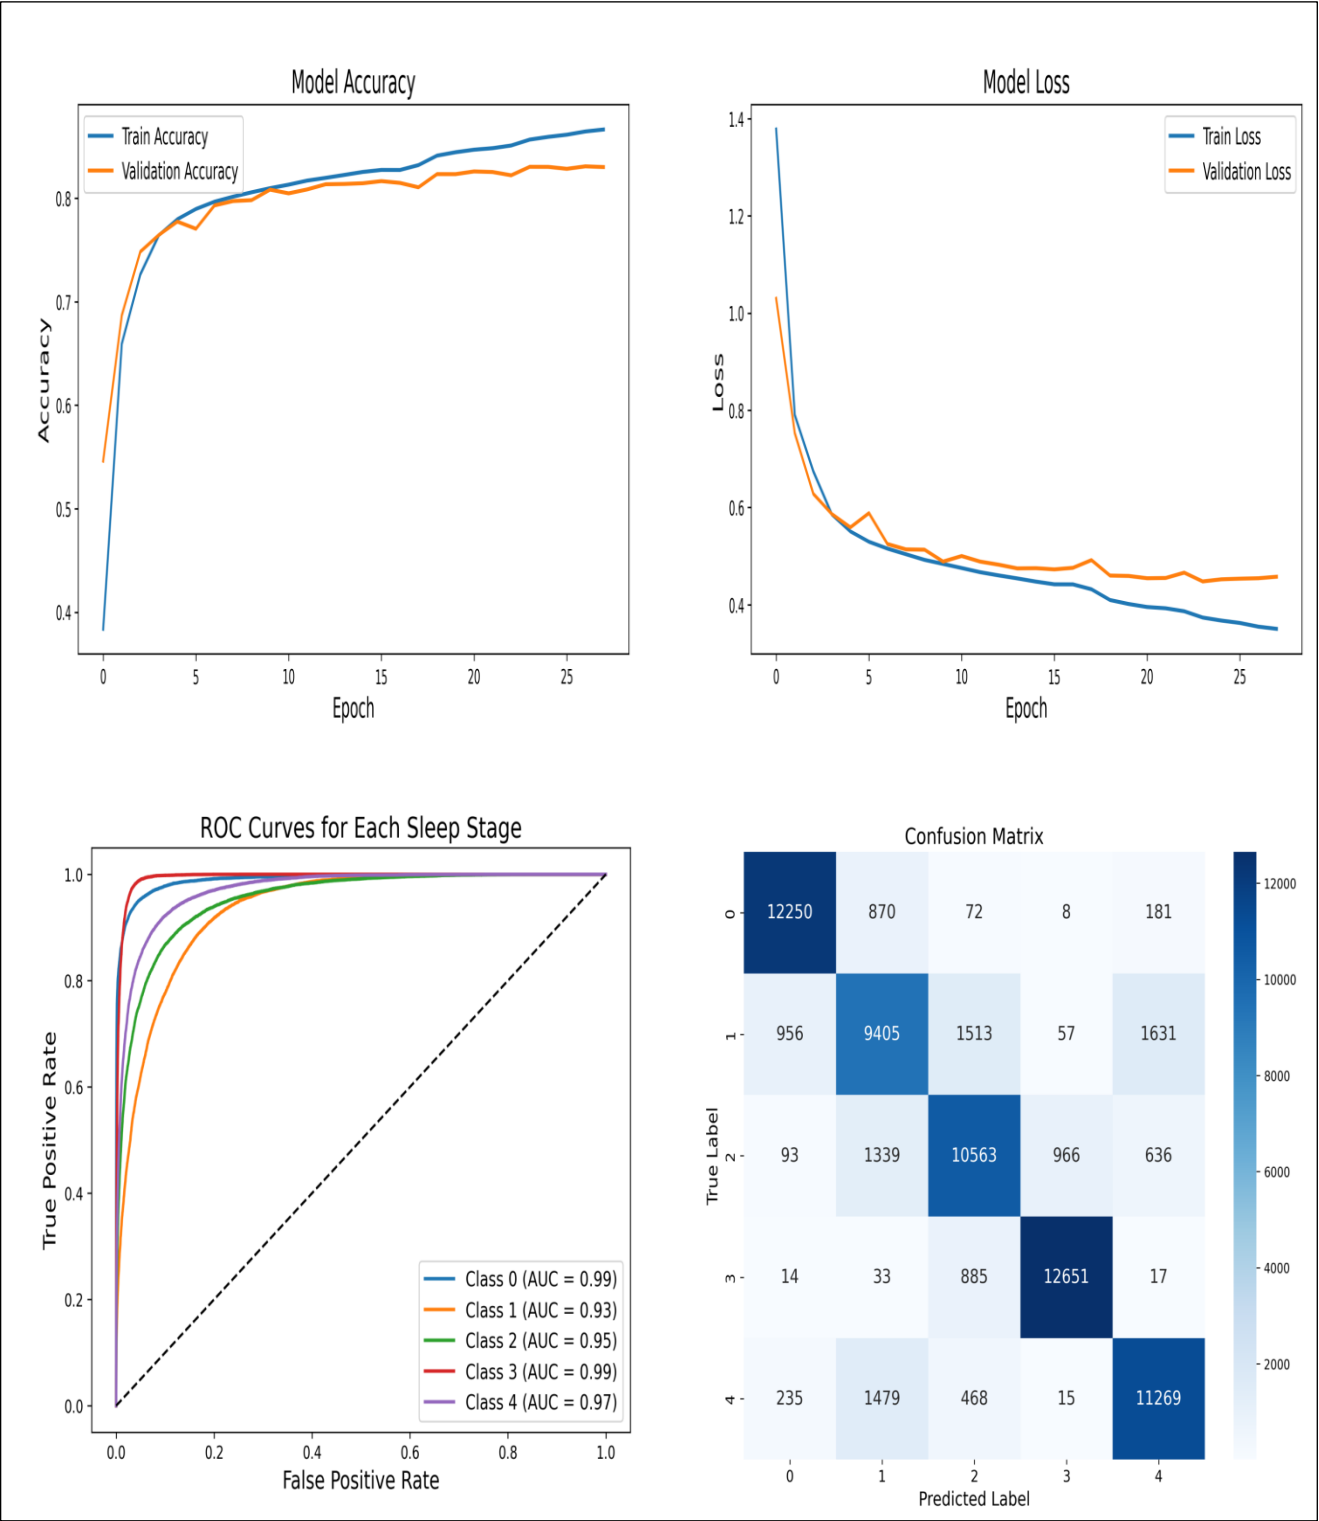 Model Accuracy
Train Accuracy
Validation Accuracy
0.8
0.7
0.6
0.5
0.4
Accuracy
0 5 10 15 20 25
Epoch
Model Loss
Train Loss
Validation Loss
1.4
1.2
1.0
0.8
0.6
0.4
Loss
0 5 10 15 20 25
Epoch
ROC Curves for Each Sleep Stage
1.0
0.8
0.6
0.4
0.2
0.0
True Positive Rate
Class 0 (AUC = 0.99)
Class 1 (AUC = 0.93)
Class 2 (AUC = 0.95)
Class 3 (AUC = 0.99)
Class 4 (AUC = 0.97)
0.0 0.2 0.4 0.6 0.8 1.0
False Positive Rate
Confusion Matrix
0 12250 870 72 8 181
1 956 9405 1513 57 1631
2 93 1339 10563 966 636
3 14 33 885 12651 17
4 235 1479 468 15 11269
True Label
0 1 2 3 4
Predicted Label
12000
10000
8000
6000
4000
2000